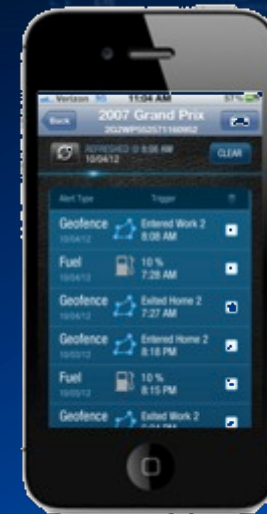 Verizon 3G 11:04 AM 57%
Back 2007 Grand Prix
REFRESHED @ 8:08 AM
10/04/12
CLEAR
Alert Type Trigger
Geofence Entered Work 2
10/04/12 8:08 AM
Fuel 10 %
10/04/12 7:28 AM
Geofence Exited Home 2
10/04/12 7:27 AM
Geofence Entered Home 2
10/03/12 8:18 PM
Fuel 10 %
10/03/12 8:15 PM
Geofence Exited Work 2